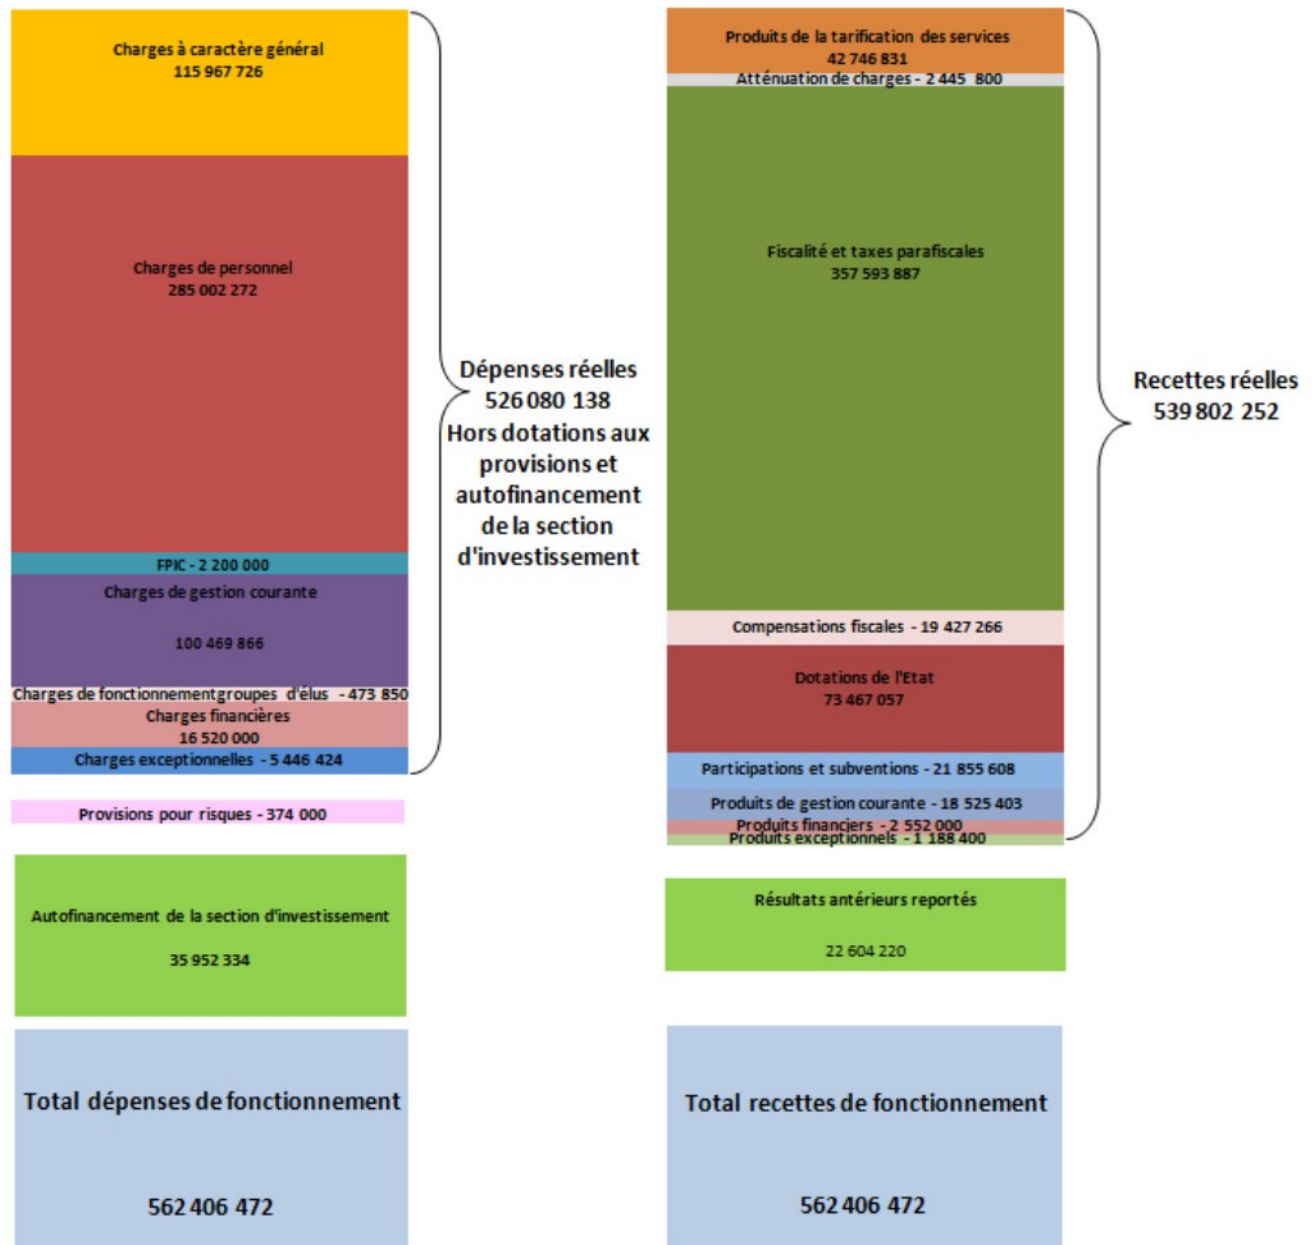 Charges à caractère général
115 967 726
Charges de personnel
285 002 272
FPIC - 2 200 000
Charges de gestion courante
100 469 866
Charges de fonctionnementgroupes d'élus - 473 850
Charges financières
16 520 000
Charges exceptionnelles - 5 446 424
Dépenses réelles
526 080 138
Hors dotations aux
provisions et
autofinancement
de la section
d'investissement
Provisions pour risques - 374 000
Autofinancement de la section d'investissement
35 952 334
Total dépenses de fonctionnement
562 406 472
Produits de la tarification des services
42 746 831
Atténuation de charges - 2 445 800
Fiscalité et taxes parafiscales
357 593 887
Compensations fiscales - 19 427 266
Dotations de l'Etat
73 467 057
Participations et subventions - 21 855 608
Produits de gestion courante - 18 525 403
Produits financiers - 2 552 000
Produits exceptionnels - 1 188 400
Recettes réelles
539 802 252
Résultats antérieurs reportés
22 604 220
Total recettes de fonctionnement
562 406 472